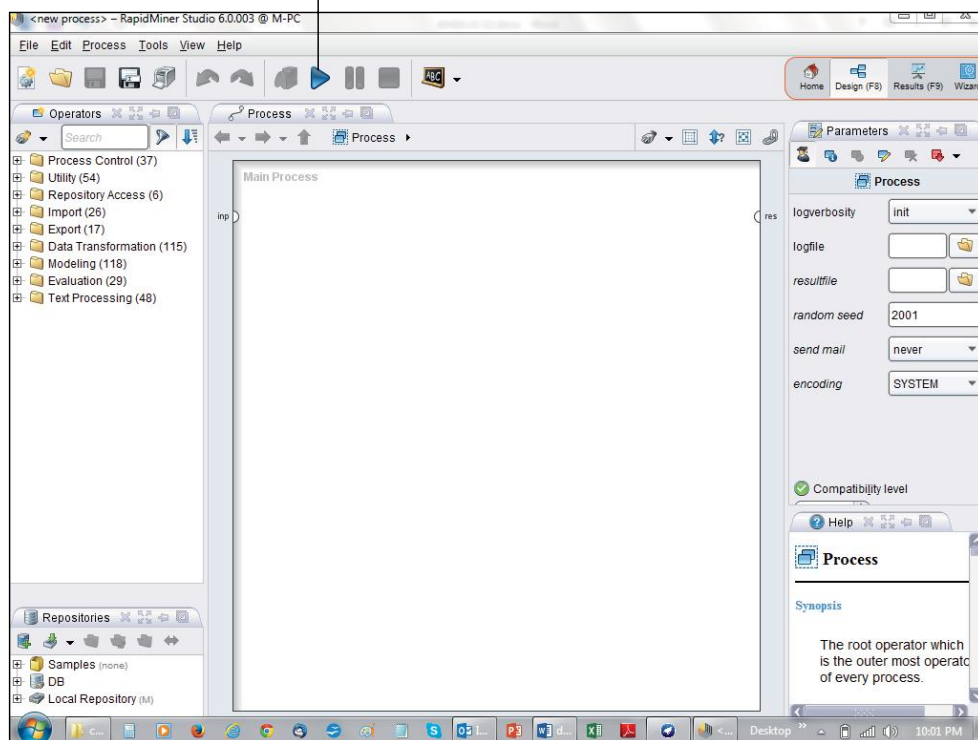 <new process> – RapidMiner Studio 6.0.003 @ M-PC
File Edit Process Tools View Help
ABC
Home Design (F8) Results (F9) Wizar
Operators
Process
Parameters
Search
Process
Process Control (37)
Utility (54)
Repository Access (6)
Import (26)
Export (17)
Data Transformation (115)
Modeling (118)
Evaluation (29)
Text Processing (48)
Main Process
inp
res
Process
logverbosity init
logfile
resultfile
random seed 2001
send mail never
encoding SYSTEM
Compatibility level
Help
Process
Synopsis
The root operator which
is the outer most operato
of every process.
Repositories
Samples (none)
DB
Local Repository (M)
c... L... d... <... Desktop 10:01 PM